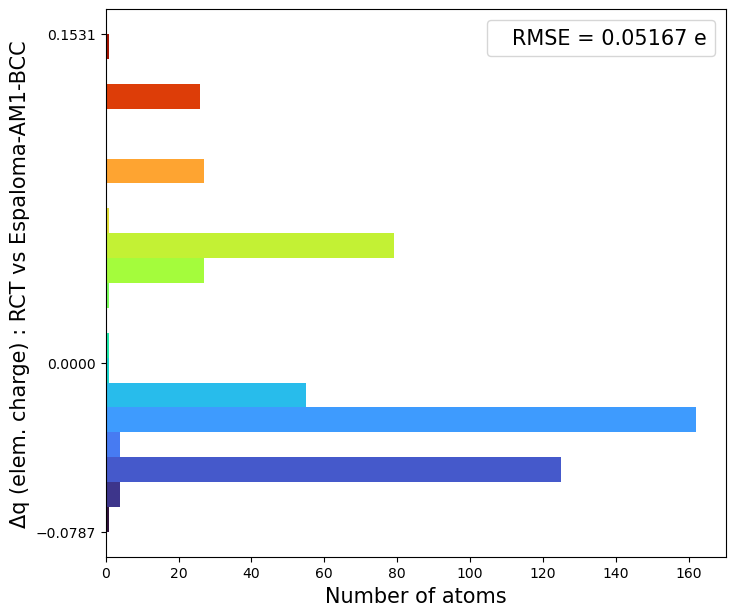 RMSE = 0.05167 e
Δq (elem. charge) : RCT vs Espaloma-AM1-BCC
0.1531
0.0000
−0.0787
0 20 40 60 80 100 120 140 160
Number of atoms